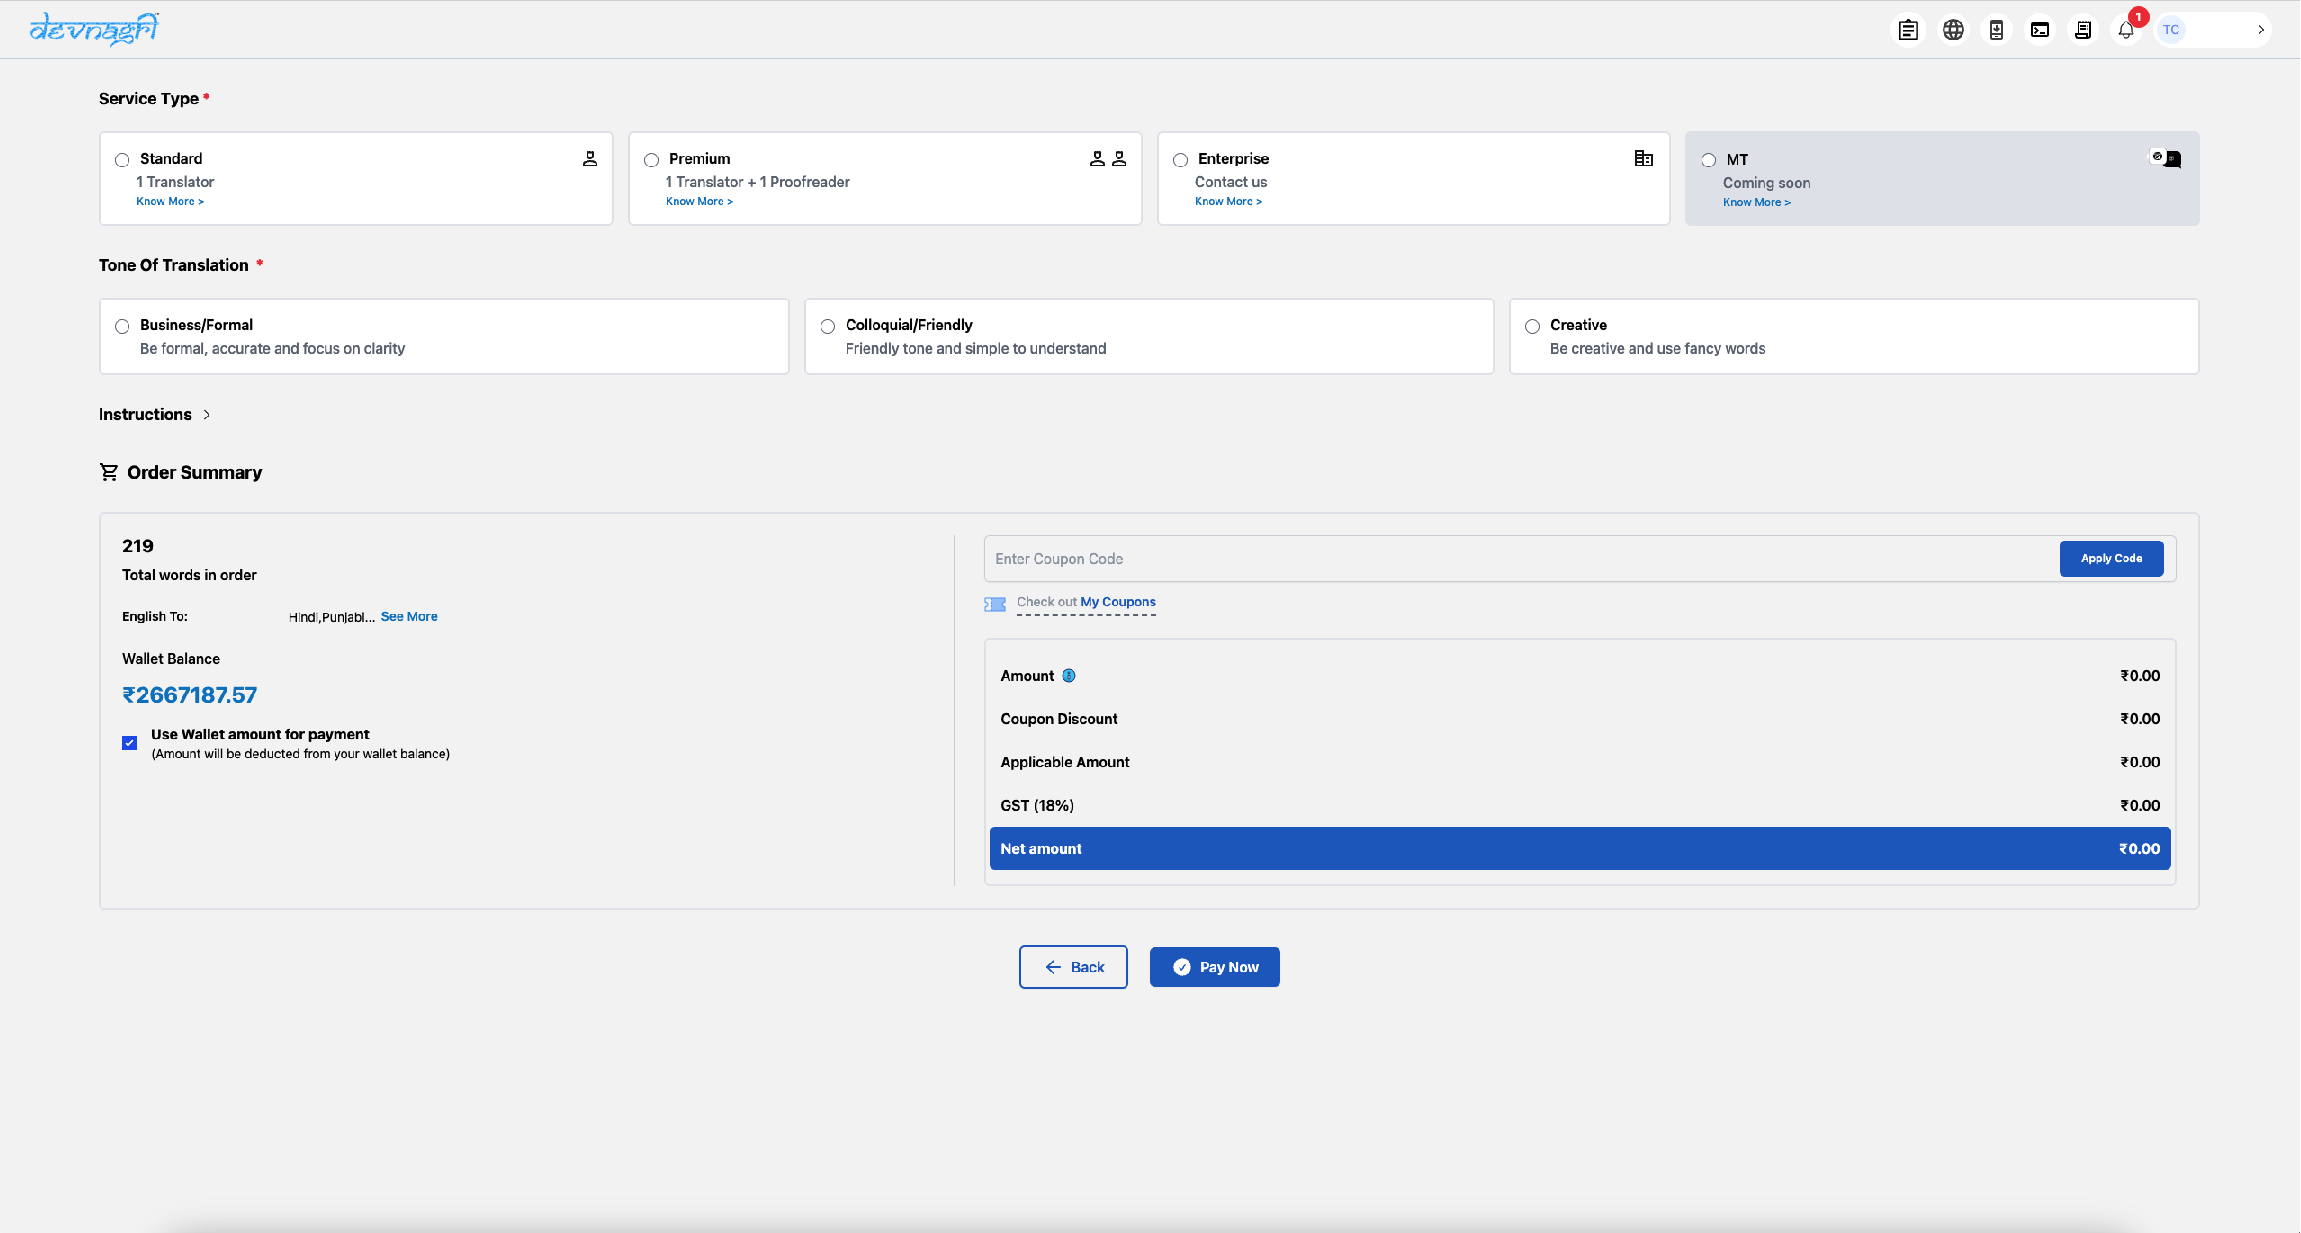 devnagri
1
TC
Service Type *
Standard
1 Translator
Know More >
Premium
1 Translator + 1 Proofreader
Know More >
Enterprise
Contact us
Know More >
MT
Coming soon
Know More >
Tone Of Translation *
Business/Formal
Be formal, accurate and focus on clarity
Colloquial/Friendly
Friendly tone and simple to understand
Creative
Be creative and use fancy words
Instructions >
Order Summary
219
Total words in order
English To: Hindi,Punjabi... See More
Wallet Balance
₹2667187.57
Use Wallet amount for payment
(Amount will be deducted from your wallet balance)
Enter Coupon Code
Apply Code
Check out My Coupons
Amount ₹0.00
Coupon Discount ₹0.00
Applicable Amount ₹0.00
GST (18%) ₹0.00
Net amount ₹0.00
Back
Pay Now